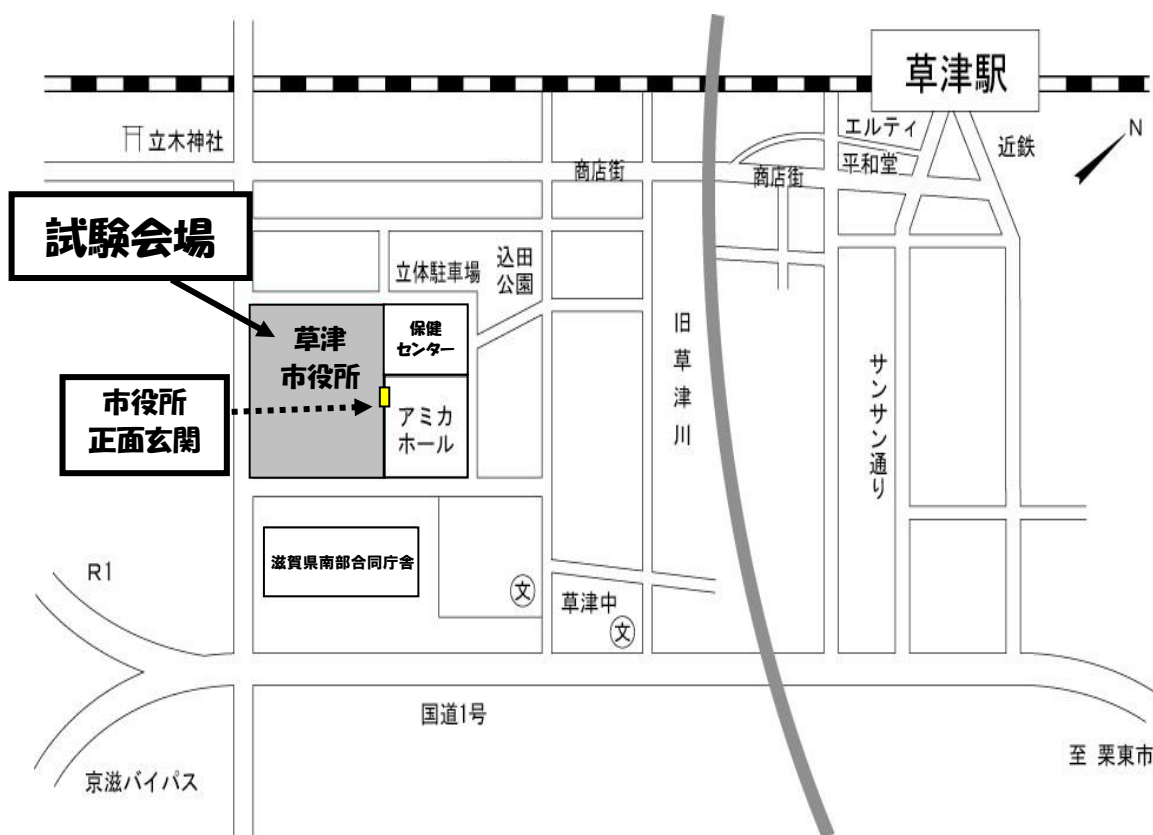 草津駅
N
立木神社
エルティ
平和堂
近鉄
商店街
商店街
試験会場
立体駐車場
込田
公園
草津
市役所
保健
センター
旧草津川
サンサン通り
市役所
正面玄関
アミカ
ホール
滋賀県南部合同庁舎
R1
文
草津中
文
国道1号
京滋バイパス
至 栗東市